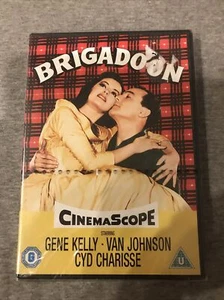 BRIGADOON
CINEMASCOPE
STARRING
GENE KELLY · VAN JOHNSON
CYD CHARISSE
U
U